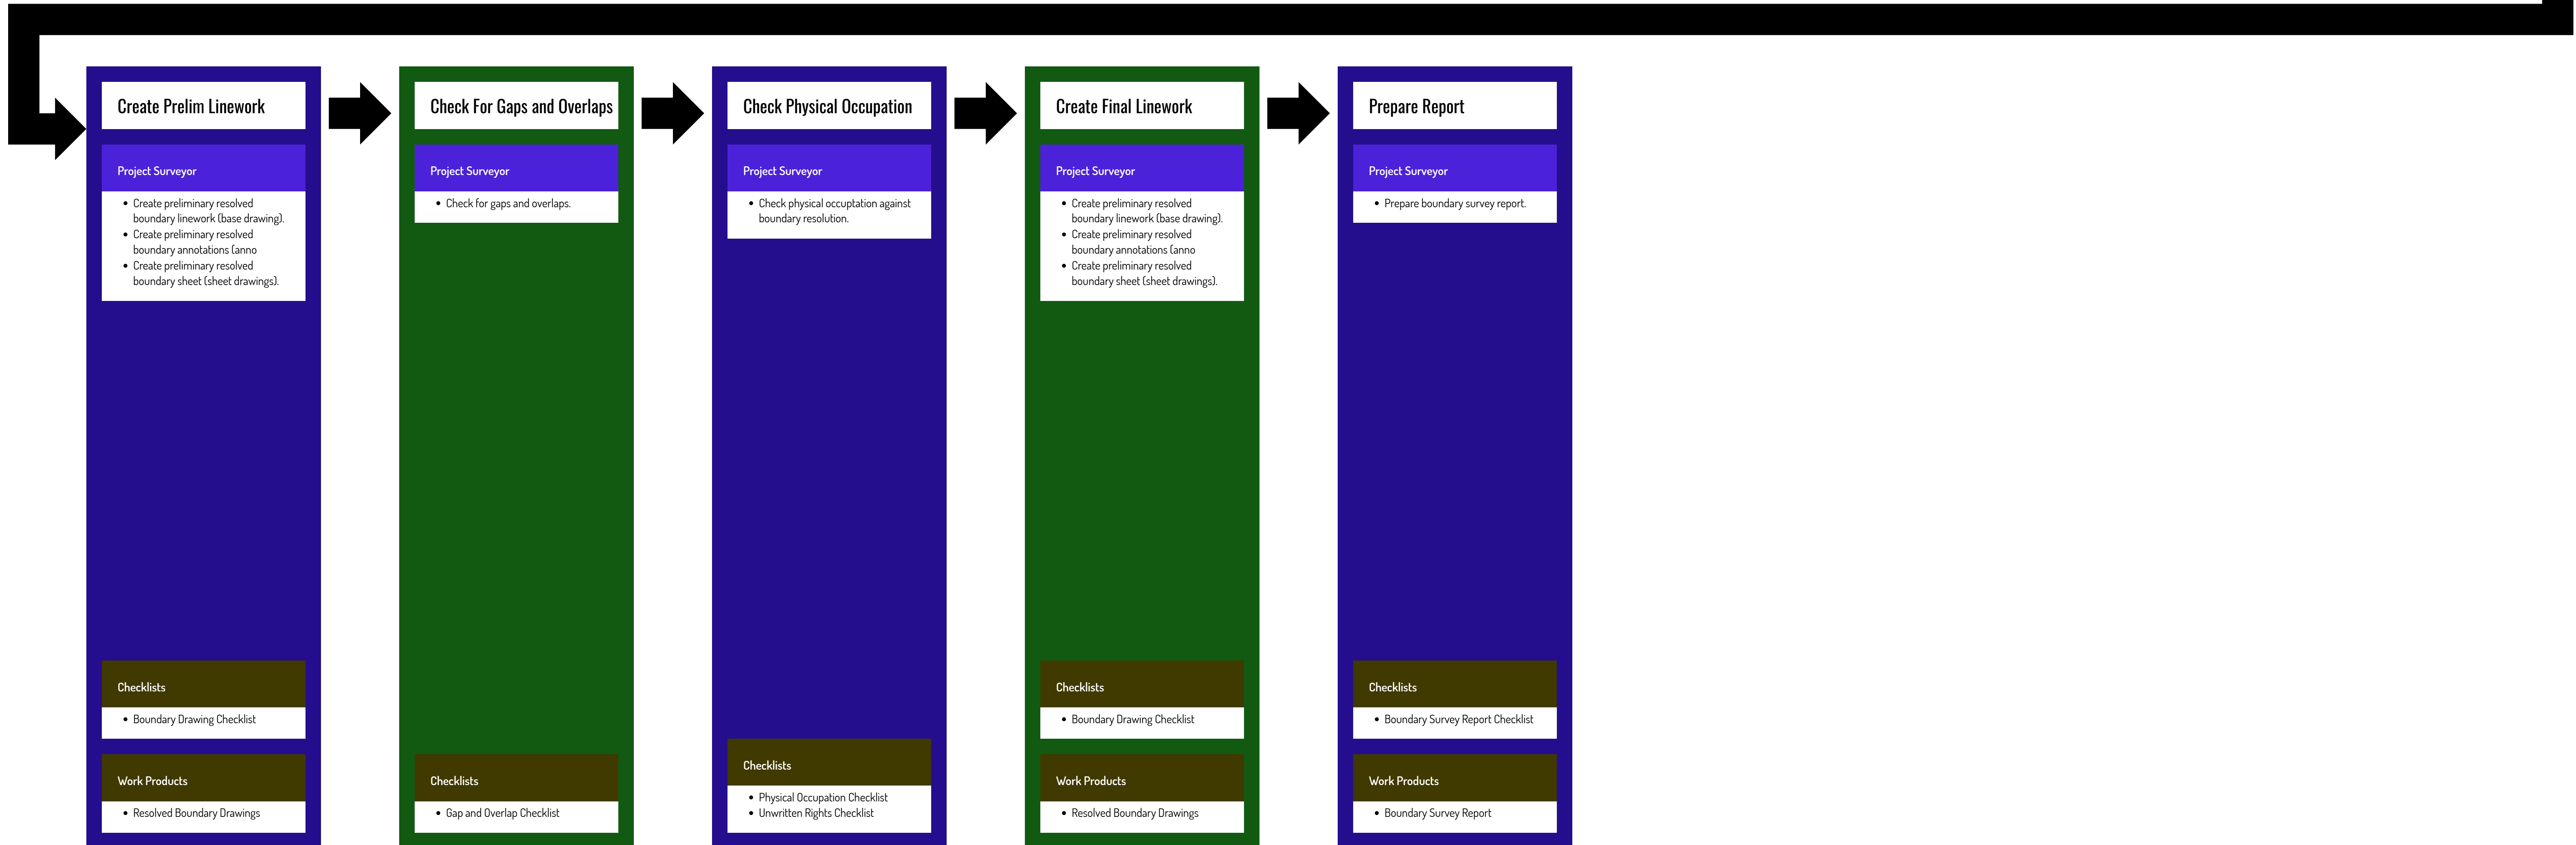 Create Prelim Linework
Project Surveyor
• Create preliminary resolved
boundary linework (base drawing).
• Create preliminary resolved
boundary annotations (anno
• Create preliminary resolved
boundary sheet (sheet drawings).
Checklists
• Boundary Drawing Checklist
Work Products
• Resolved Boundary Drawings
Check For Gaps and Overlaps
Project Surveyor
• Check for gaps and overlaps.
Checklists
• Gap and Overlap Checklist
Check Physical Occupation
Project Surveyor
• Check physical occuptation against
boundary resolution.
Checklists
• Physical Occupation Checklist
• Unwritten Rights Checklist
Create Final Linework
Project Surveyor
• Create preliminary resolved
boundary linework (base drawing).
• Create preliminary resolved
boundary annotations (anno
• Create preliminary resolved
boundary sheet (sheet drawings).
Checklists
• Boundary Drawing Checklist
Work Products
• Resolved Boundary Drawings
Prepare Report
Project Surveyor
• Prepare boundary survey report.
Checklists
• Boundary Survey Report Checklist
Work Products
• Boundary Survey Report